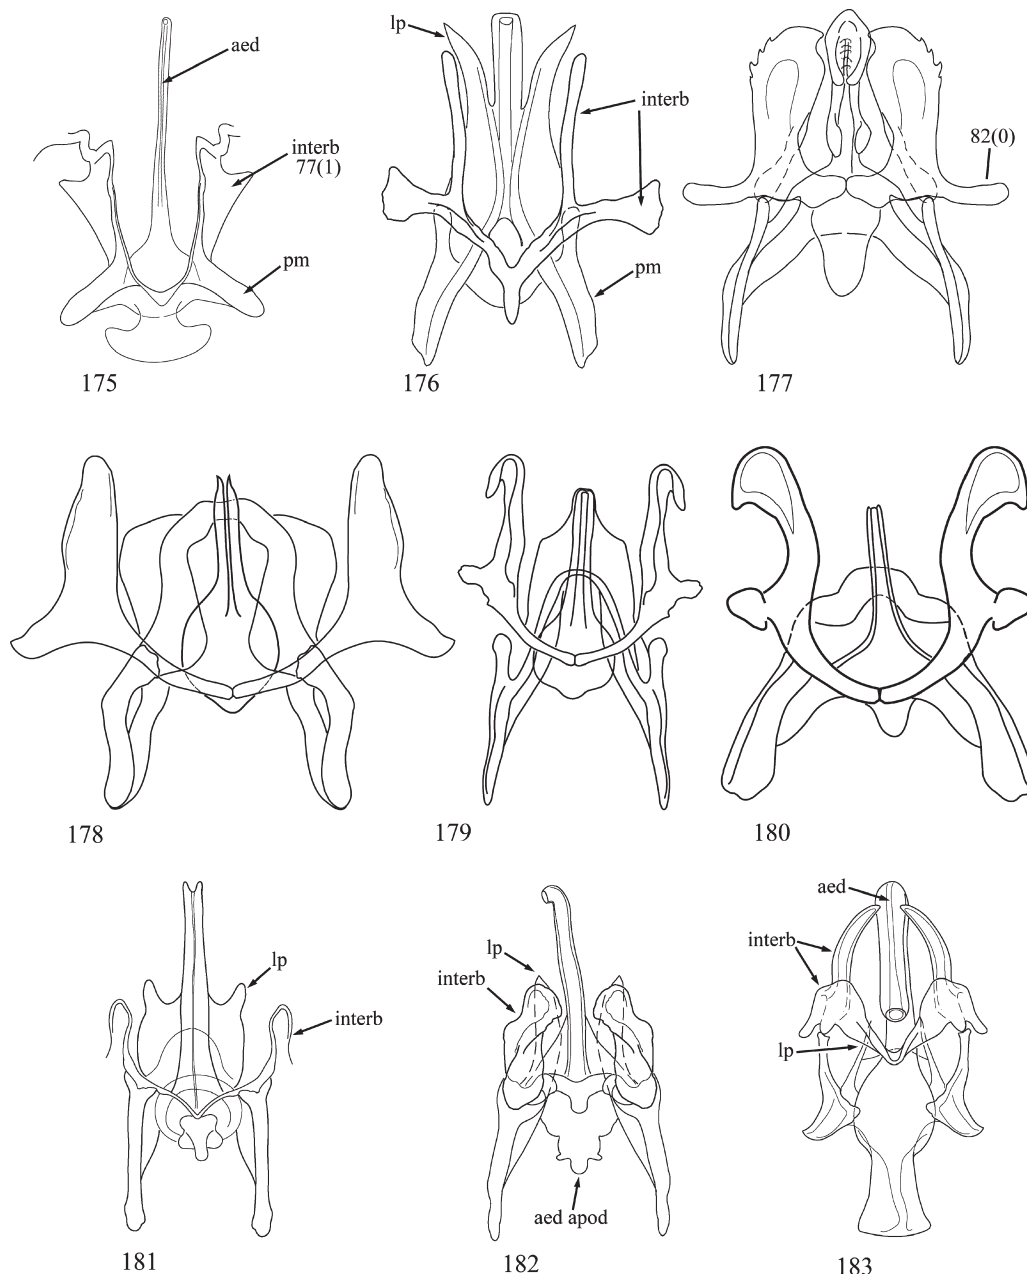 aed
interb
77(1)
pm
175
lp
interb
pm
176
82(0)
177
178
179
180
lp
interb
181
lp
interb
aed apod
182
aed
interb
lp
183